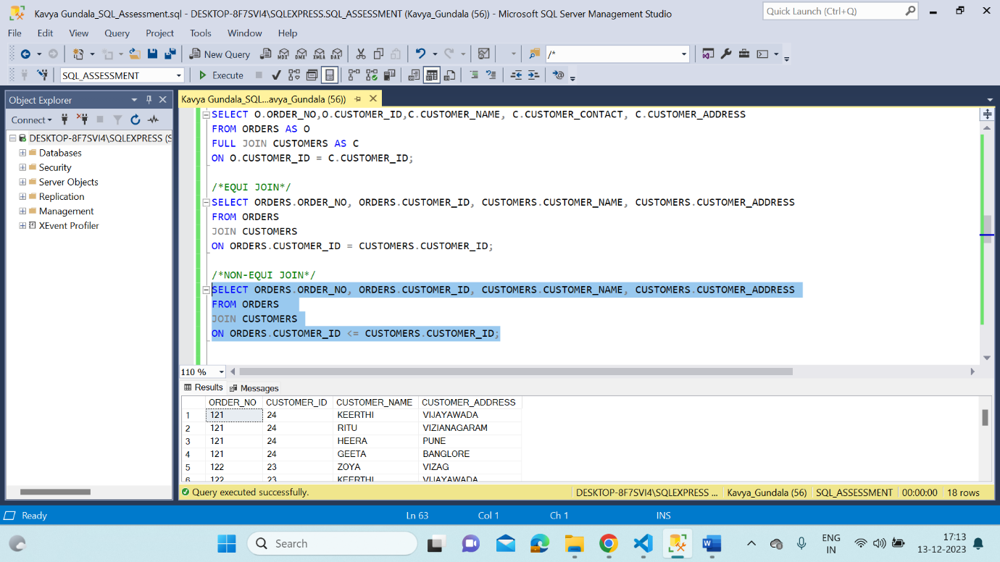 Kavya Gundala_SQL_Assessment.sql - DESKTOP-8F7SVI4\SQLEXPRESS.SQL_ASSESSMENT (Kavya_Gundala (56)) - Microsoft SQL Server Management Studio
Quick Launch (Ctrl+Q)
File Edit View Query Project Tools Window Help
New Query MDX DMX XMLA DAX /*
SQL_ASSESSMENT Execute
Object Explorer
Connect
DESKTOP-8F7SVI4\SQLEXPRESS (S
Databases
Security
Server Objects
Replication
Management
XEvent Profiler
Kavya Gundala_SQL...avya_Gundala (56))
SELECT O.ORDER_NO,O.CUSTOMER_ID,C.CUSTOMER_NAME, C.CUSTOMER_CONTACT, C.CUSTOMER_ADDRESS
FROM ORDERS AS O
FULL JOIN CUSTOMERS AS C
ON O.CUSTOMER_ID = C.CUSTOMER_ID;
/*EQUI JOIN*/
SELECT ORDERS.ORDER_NO, ORDERS.CUSTOMER_ID, CUSTOMERS.CUSTOMER_NAME, CUSTOMERS.CUSTOMER_ADDRESS
FROM ORDERS
JOIN CUSTOMERS
ON ORDERS.CUSTOMER_ID = CUSTOMERS.CUSTOMER_ID;
/*NON-EQUI JOIN*/
SELECT ORDERS.ORDER_NO, ORDERS.CUSTOMER_ID, CUSTOMERS.CUSTOMER_NAME, CUSTOMERS.CUSTOMER_ADDRESS
FROM ORDERS
JOIN CUSTOMERS
ON ORDERS.CUSTOMER_ID <= CUSTOMERS.CUSTOMER_ID;
110 %
Results Messages
ORDER_NO CUSTOMER_ID CUSTOMER_NAME CUSTOMER_ADDRESS
1 121 24 KEERTHI VIJAYAWADA
2 121 24 RITU VIZIANAGARAM
3 121 24 HEERA PUNE
4 121 24 GEETA BANGLORE
5 122 23 ZOYA VIZAG
6 122 23 KEERTHI VIJAYAWADA
Query executed successfully. DESKTOP-8F7SVI4\SQLEXPRESS ... Kavya_Gundala (56) SQL_ASSESSMENT 00:00:00 18 rows
Ready Ln 63 Col 1 Ch 1 INS
Search
ENG
IN
17:13
13-12-2023